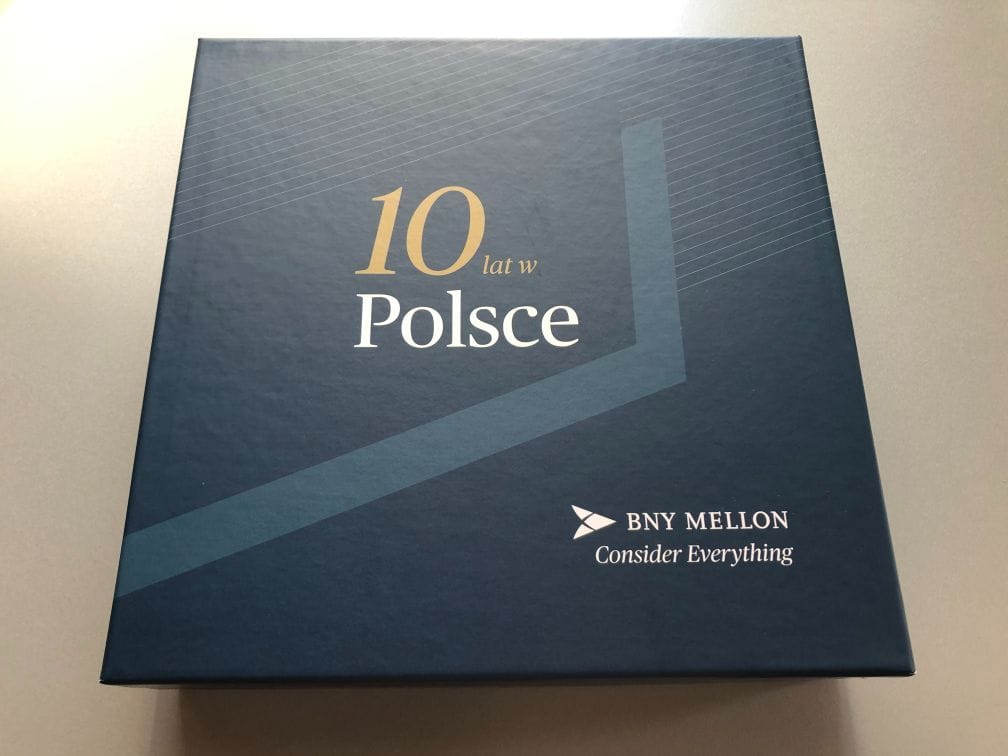 10 lat w
Polsce
BNY MELLON
Consider Everything